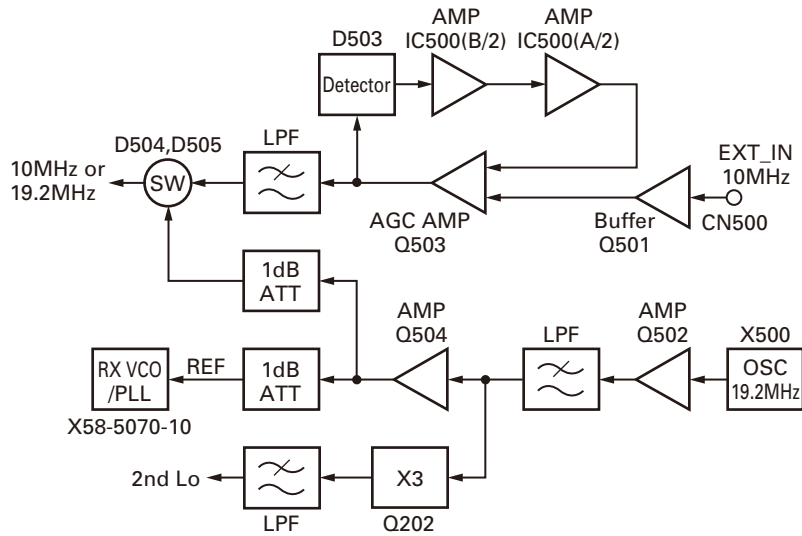 AMP
IC500(B/2)
AMP
IC500(A/2)
D503
Detector
D504,D505
LPF
10MHz or
19.2MHz
SW
EXT_IN
10MHz
CN500
AGC AMP
Q503
Buffer
Q501
1dB
ATT
AMP
Q504
LPF
AMP
Q502
X500
OSC
19.2MHz
RX VCO
/PLL
REF
1dB
ATT
X58-5070-10
2nd Lo
LPF
X3
Q202